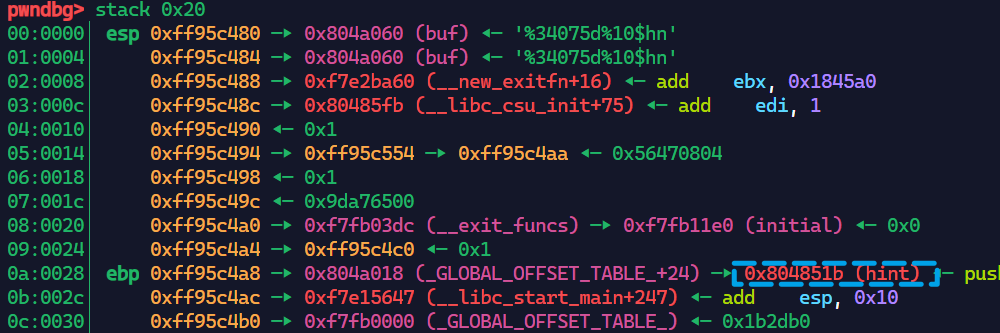 pwndbg> stack 0x20
00:0000│ esp 0xff95c480 —▸ 0x804a060 (buf) ◂— '%34075d%10$hn'
01:0004│     0xff95c484 —▸ 0x804a060 (buf) ◂— '%34075d%10$hn'
02:0008│     0xff95c488 —▸ 0xf7e2ba60 (__new_exitfn+16) ◂— add    ebx, 0x1845a0
03:000c│     0xff95c48c —▸ 0x80485fb (__libc_csu_init+75) ◂— add    edi, 1
04:0010│     0xff95c490 ◂— 0x1
05:0014│     0xff95c494 —▸ 0xff95c554 —▸ 0xff95c4aa ◂— 0x56470804
06:0018│     0xff95c498 ◂— 0x1
07:001c│     0xff95c49c ◂— 0x9da76500
08:0020│     0xff95c4a0 —▸ 0xf7fb03dc (__exit_funcs) —▸ 0xf7fb11e0 (initial) ◂— 0x0
09:0024│     0xff95c4a4 —▸ 0xff95c4c0 ◂— 0x1
0a:0028│ ebp 0xff95c4a8 —▸ 0x804a018 (_GLOBAL_OFFSET_TABLE_+24) —▸ 0x804851b (hint) ◂— pus
0b:002c│     0xff95c4ac —▸ 0xf7e15647 (__libc_start_main+247) ◂— add    esp, 0x10
0c:0030│     0xff95c4b0 —▸ 0xf7fb0000 (_GLOBAL_OFFSET_TABLE_) ◂— 0x1b2db0